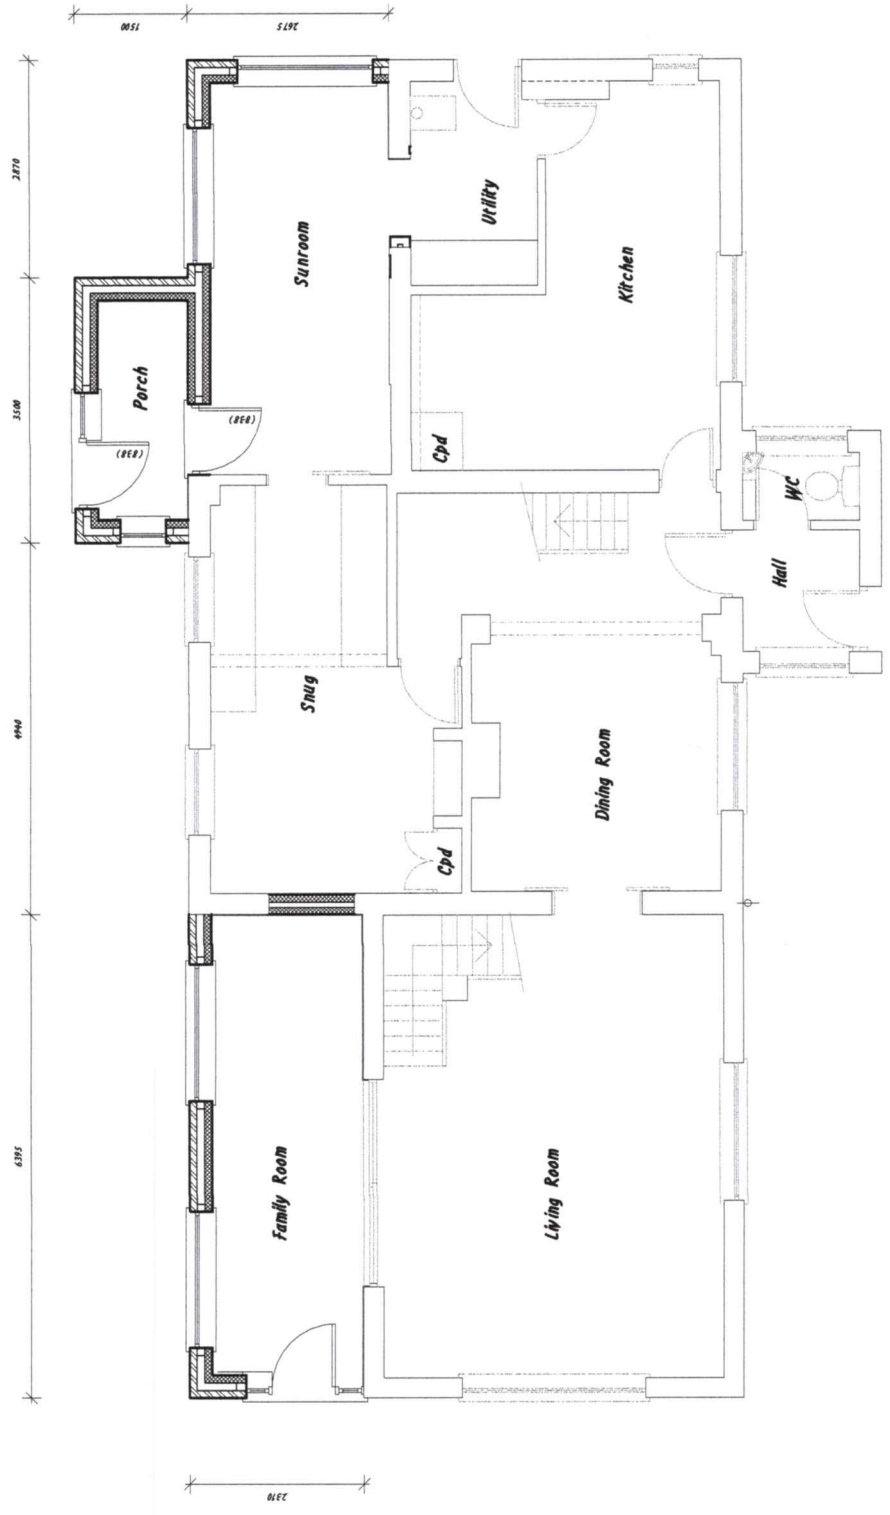 1500
2675
2870
3500
4940
6395
2310
Sunroom
Utility
Kitchen
Porch
(838)
(838)
Cpd
WC
Hall
Snug
Dining Room
Cpd
Family Room
Living Room